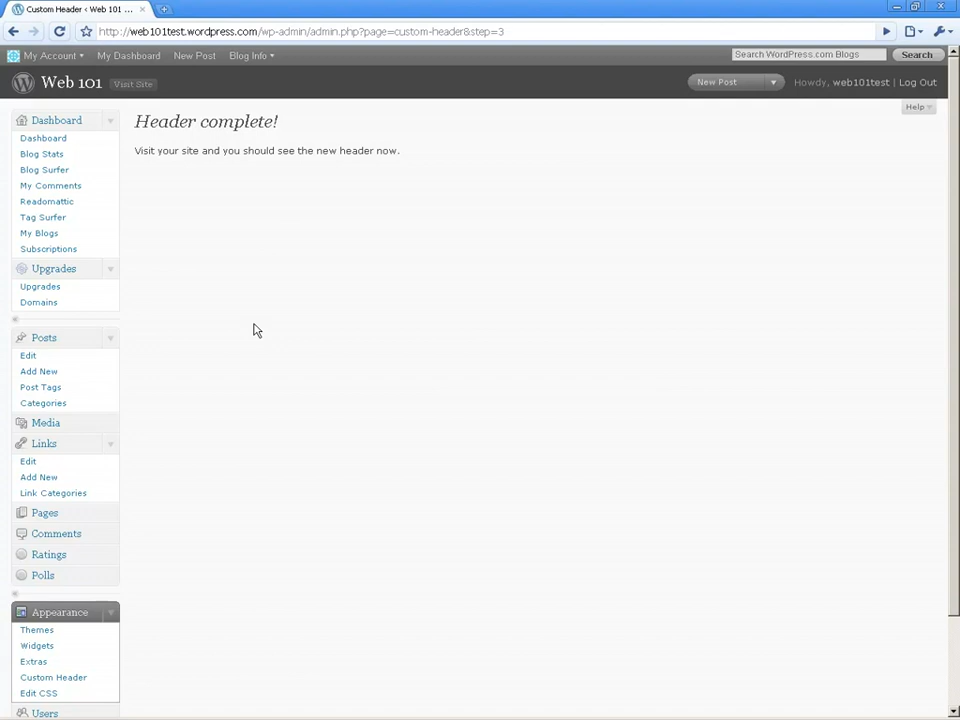 Custom Header ‹ Web 101 ...
http://web101test.wordpress.com/wp-admin/admin.php?page=custom-header&step=3
My Account
My Dashboard
New Post
Blog Info
Search WordPress.com Blogs
Search
Web 101
Visit Site
New Post
Howdy, web101test | Log Out
Help
Header complete!
Visit your site and you should see the new header now.
Dashboard
Dashboard
Blog Stats
Blog Surfer
My Comments
Readomattic
Tag Surfer
My Blogs
Subscriptions
Upgrades
Upgrades
Domains
Posts
Edit
Add New
Post Tags
Categories
Media
Links
Edit
Add New
Link Categories
Pages
Comments
Ratings
Polls
Appearance
Themes
Widgets
Extras
Custom Header
Edit CSS
Users